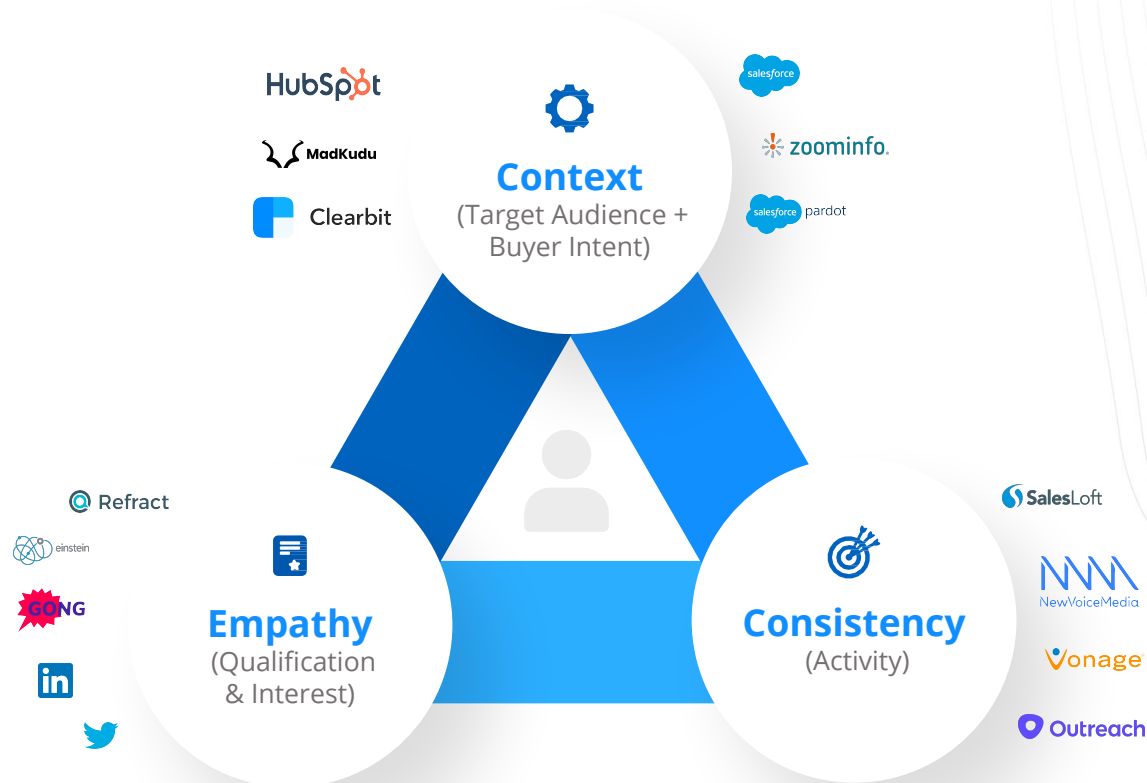 HubSpot
MadKudu
Clearbit
salesforce
zoominfo.
salesforce pardot
Context
(Target Audience +
Buyer Intent)
Refract
einstein
GONG
in
Empathy
(Qualification
& Interest)
Consistency
(Activity)
SalesLoft
NewVoiceMedia
Vonage
Outreach